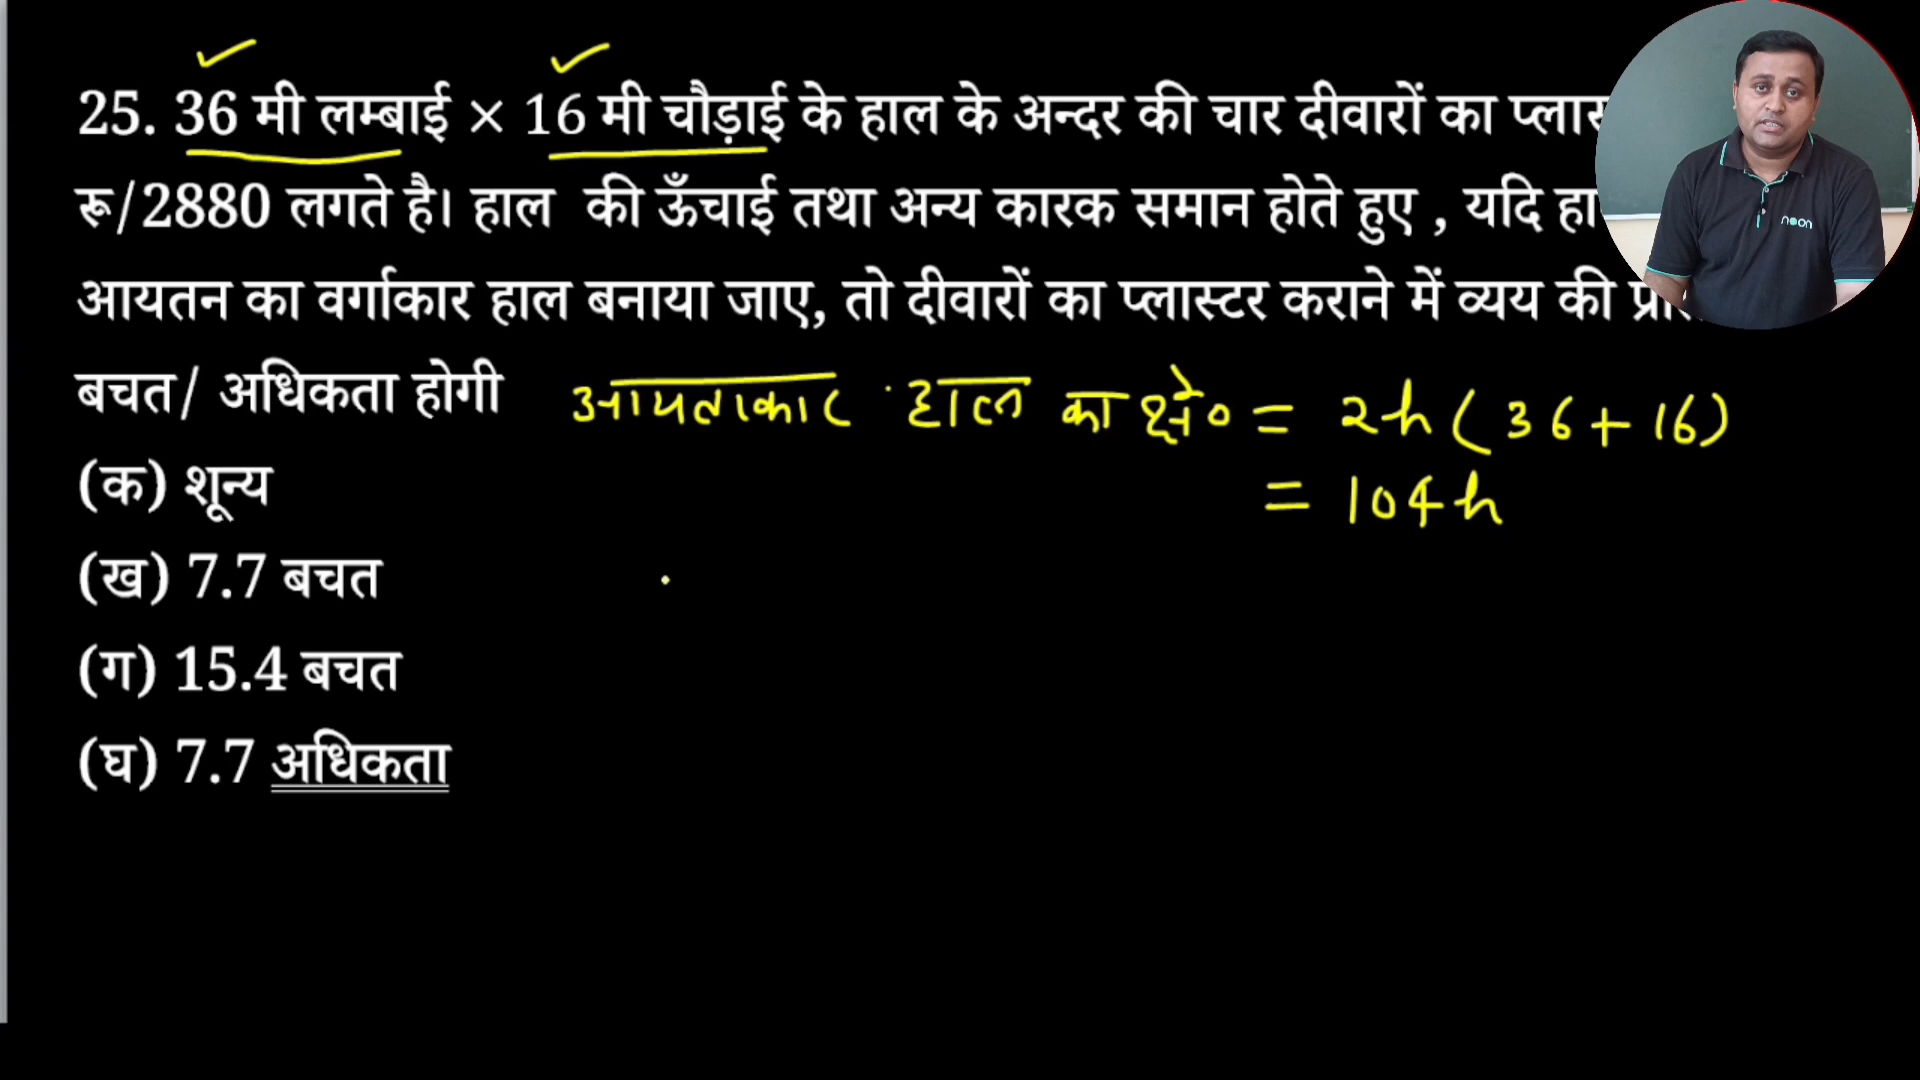 25. 36 मी लम्बाई × 16 मी चौड़ाई के हाल के अन्दर की चार दीवारों का
रू/2880 लगते है। हाल की ऊँचाई तथा अन्य कारक समान होते हुए , यदि
आयतन का वर्गाकार हाल बनाया जाए, तो दीवारों का प्लास्टर कराने में व्यय की
बचत/ अधिकता होगी
आयताकार हाल का क्षे० = 2h (36+16)
= 104h
(क) शून्य
(ख) 7.7 बचत
(ग) 15.4 बचत
(घ) 7.7 अधिकता
noon